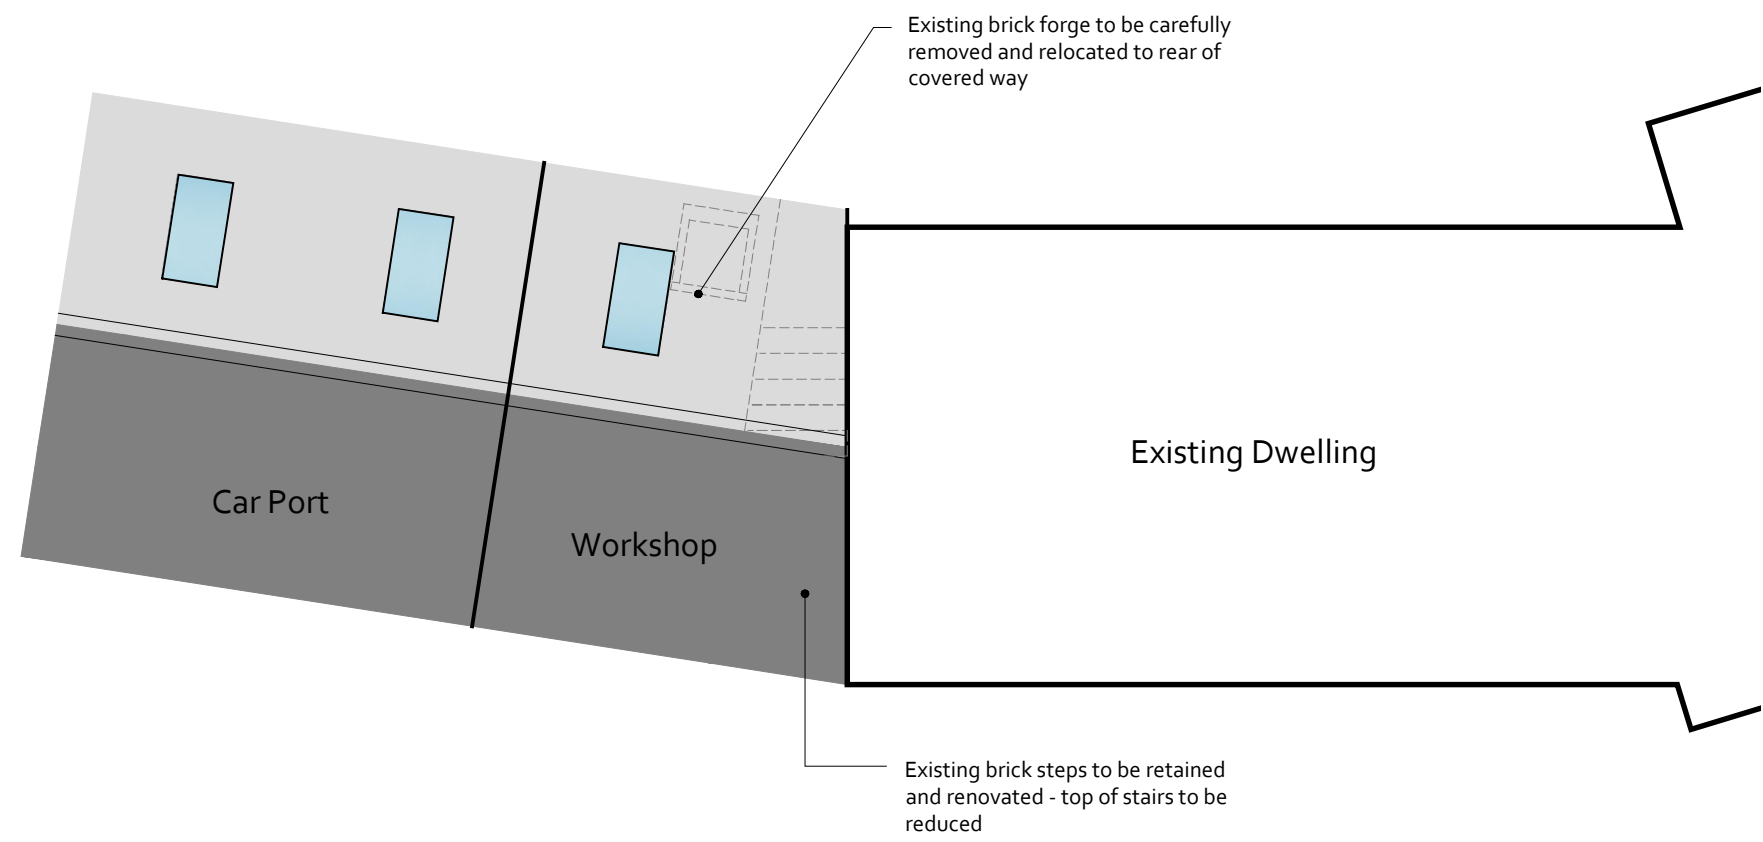 Existing brick forge to be carefully
removed and relocated to rear of
covered way
Existing Dwelling
Car Port
Workshop
Existing brick steps to be retained
and renovated - top of stairs to be
reduced